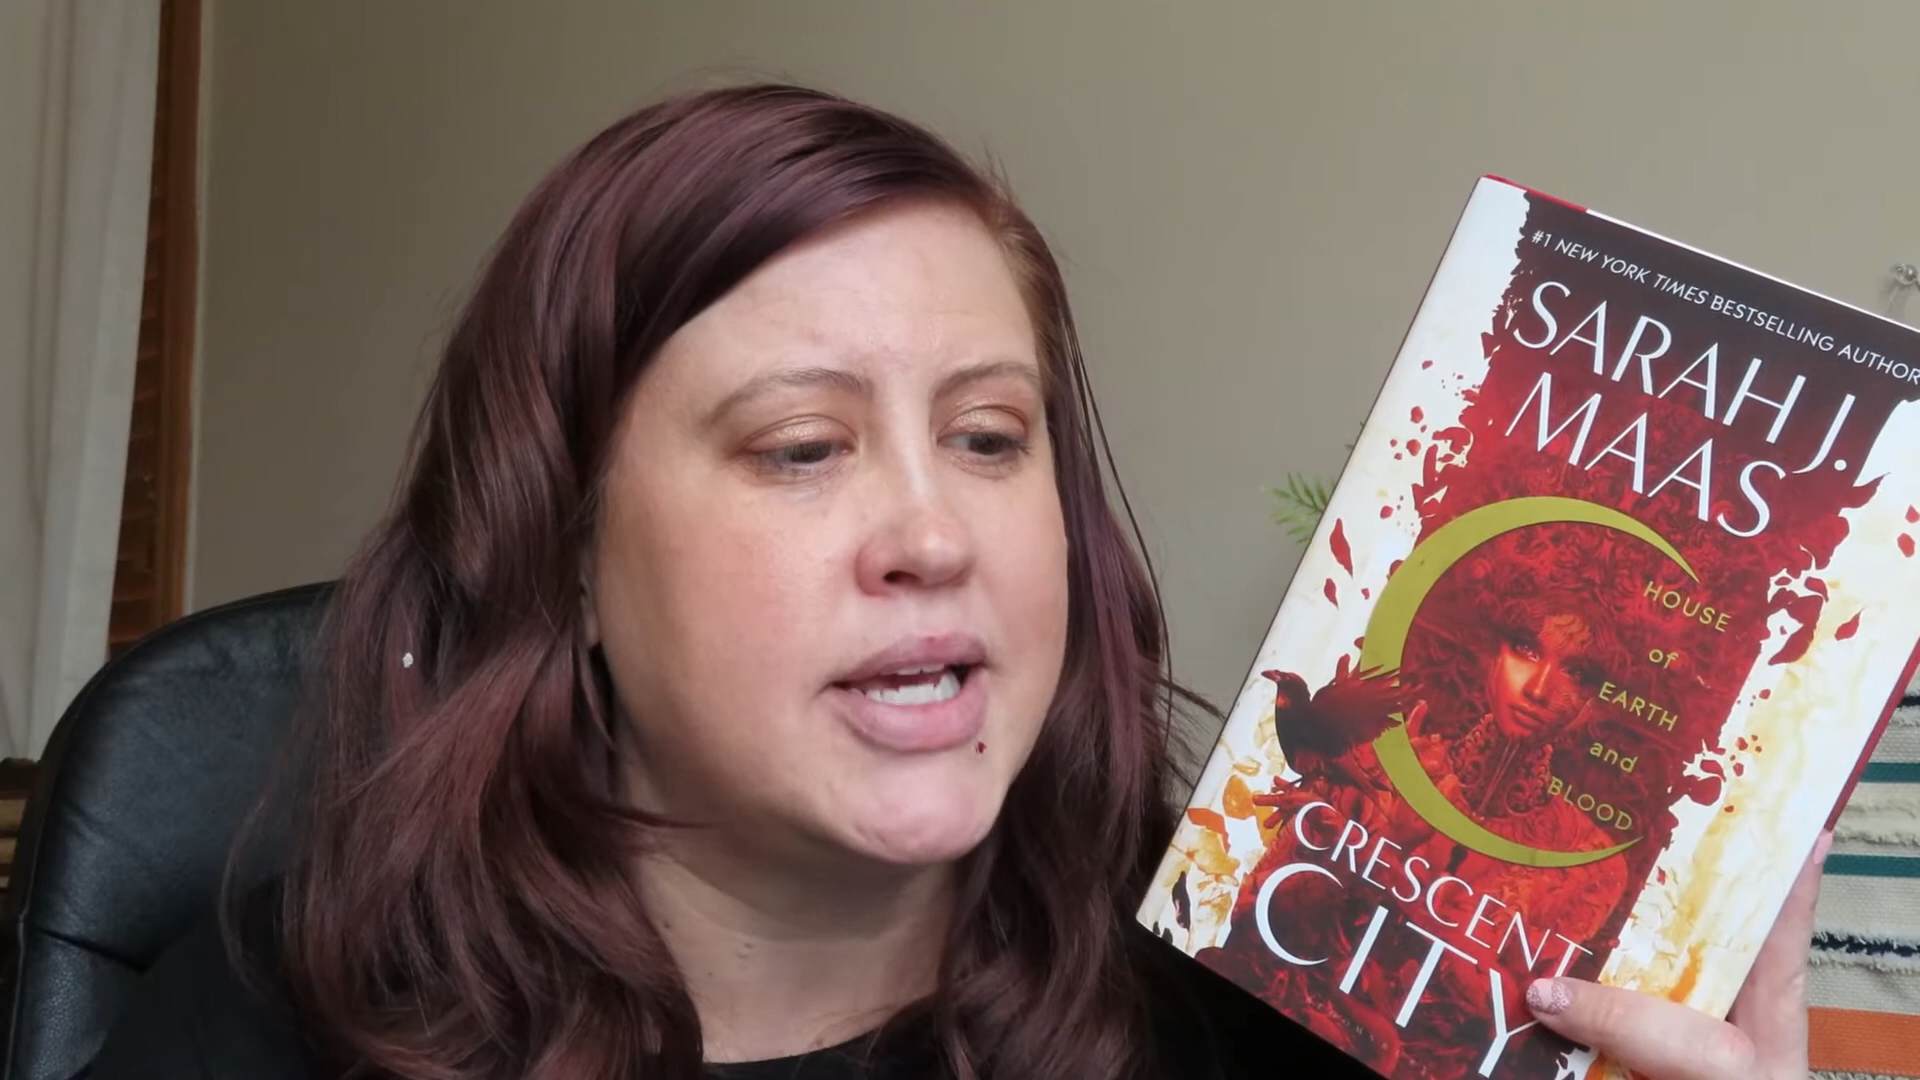 #1 NEW YORK TIMES BESTSELLING AUTHOR
SARAH J.
MAAS
HOUSE
of
EARTH
and
BLOOD
CRESCENT
CITY